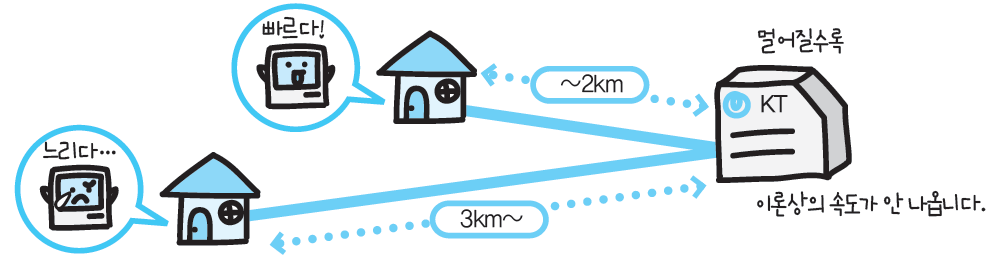 빠르다!
~2km
멀어질수록
KT
느리다...
3km~
이론상의 속도가 안 나옵니다.